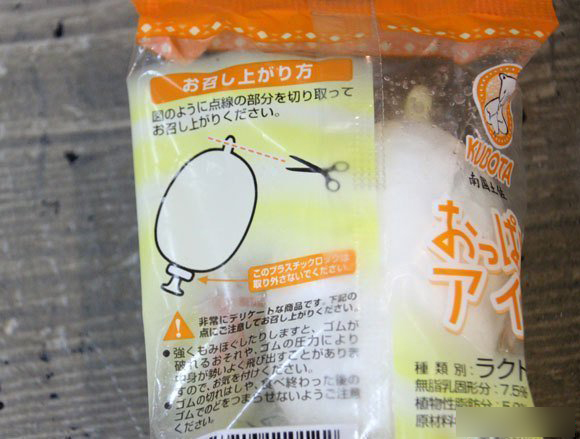 お召し上がり方
図のように点線の部分を切り取って
お召し上がりください。
このプラスチックロックは
取り外さないでください。
非常にデリケートな商品です。下記の
点にご注意してお召し上がりください。
●強くもみほぐしたりしますと、ゴムが
破れるおそれや、ゴムの圧力により
中身が勢いよく飛び出すことがありま
すので、お気を付けください。
●ゴムの切れはしや、食べ終わった後の
ゴムでのどをつまらせないようご注意
ください。
KUBOTA
南国土佐
おっぱ
アイ
種類別:ラクト
無脂乳固形分:7.5%
植物性脂肪分:
原材料